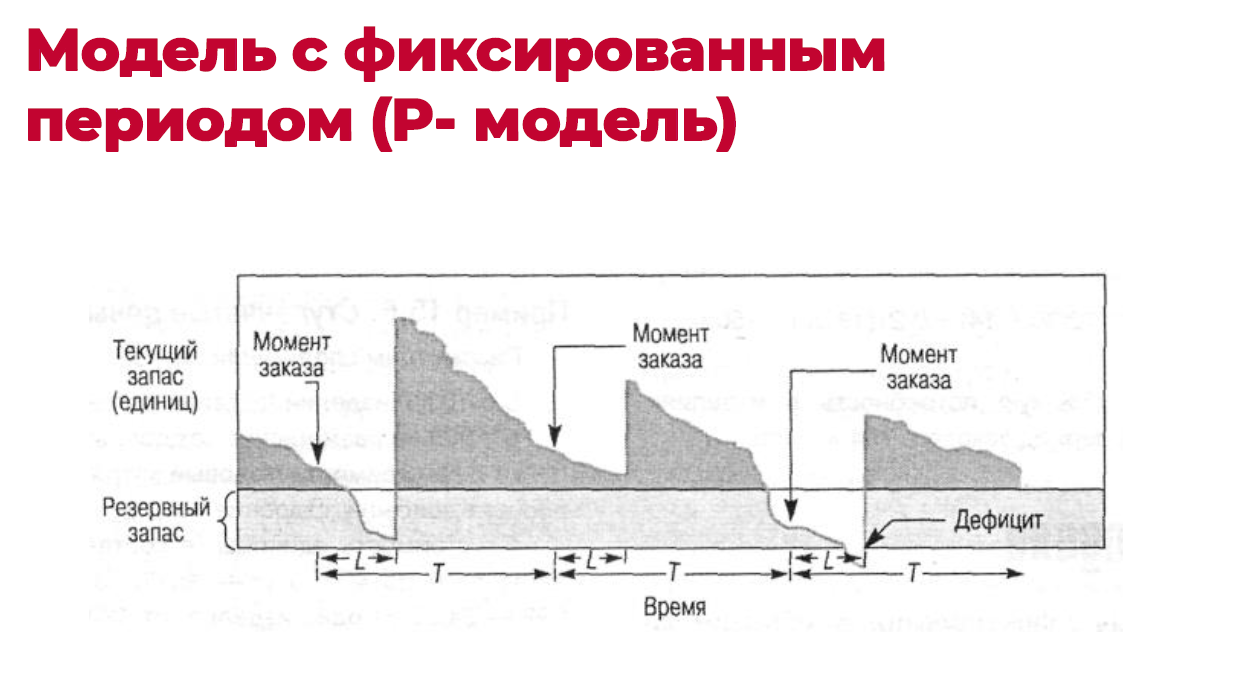 Модель с фиксированным
периодом (Р- модель)
Текущий
запас
(единиц)
Момент
заказа
Момент
заказа
Момент
заказа
Резервный
запас
Дефицит
L
T
L
T
L
T
Время